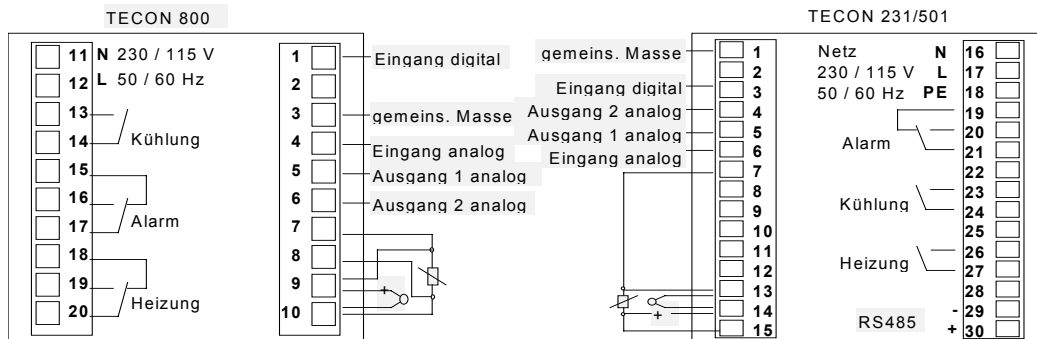 TECON 800
11 N 230 / 115 V
12 L 50 / 60 Hz
13
14 Kühlung
15
16
17 Alarm
18
19
20 Heizung
1 Eingang digital
2
3 gemeins. Masse
4 Eingang analog
5 Ausgang 1 analog
6 Ausgang 2 analog
7
8
9 +
10
TECON 231/501
gemeins. Masse 1
2
Eingang digital 3
Ausgang 2 analog 4
Ausgang 1 analog 5
Eingang analog 6
7
8
9
10
11
12
13
14
+ 15
Netz N 16
230 / 115 V L 17
50 / 60 Hz PE 18
19
20
Alarm 21
22
23
Kühlung 24
25
26
Heizung 27
28
- 29
RS485 + 30